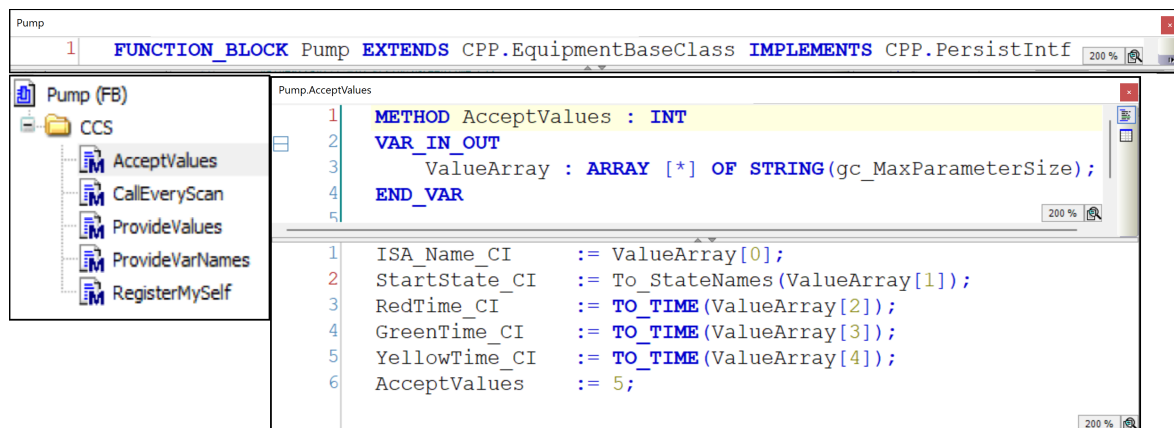 Pump
1 FUNCTION_BLOCK Pump EXTENDS CPP.EquipmentBaseClass IMPLEMENTS CPP.PersistIntf
200 %
Pump (FB)
CCS
AcceptValues
CallEveryScan
ProvideValues
ProvideVarNames
RegisterMySelf
Pump.AcceptValues
1 METHOD AcceptValues : INT
2 VAR_IN_OUT
3 ValueArray : ARRAY [*] OF STRING(gc_MaxParameterSize);
4 END_VAR
5
200 %
1 ISA_Name_CI := ValueArray[0];
2 StartState_CI := To_StateNames(ValueArray[1]);
3 RedTime_CI := TO_TIME(ValueArray[2]);
4 GreenTime_CI := TO_TIME(ValueArray[3]);
5 YellowTime_CI := TO_TIME(ValueArray[4]);
6 AcceptValues := 5;
200 %